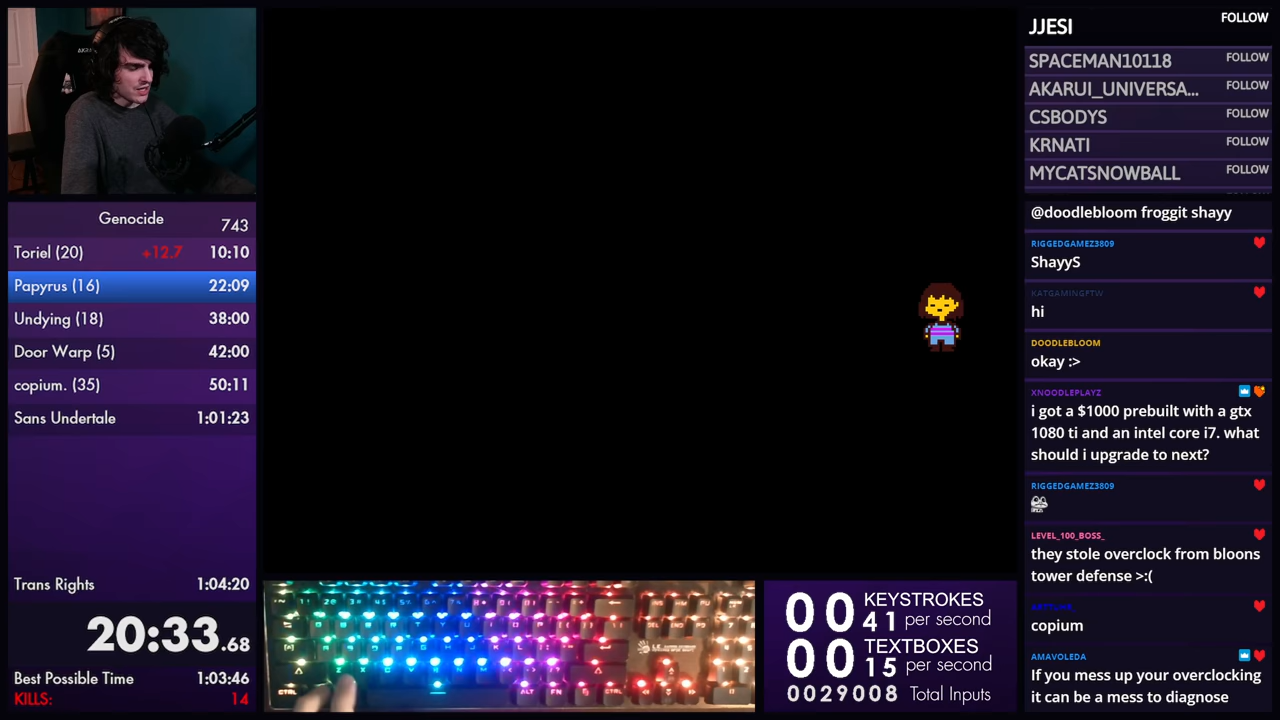 Genocide
743
Toriel (20) +12.7 10:10
Papyrus (16) 22:09
Undying (18) 38:00
Door Warp (5) 42:00
copium. (35) 50:11
Sans Undertale 1:01:23
Trans Rights 1:04:20
20:33.68
Best Possible Time 1:03:46
KILLS: 14
CTRL
ALT FN CTRL
00 41 KEYSTROKES per second
00 15 TEXTBOXES per second
0029008 Total Inputs
JJESI FOLLOW
SPACEMAN10118 FOLLOW
AKARUI_UNIVERSA... FOLLOW
CSBODYS FOLLOW
KRNATI FOLLOW
MYCATSNOWBALL FOLLOW
@doodlebloom froggit shayy
RIGGEDGAMEZ3809
ShayyS
KATGAMINGFTW
hi
DOODLEBLOOM
okay :>
XNOODLEPLAYZ
i got a $1000 prebuilt with a gtx
1080 ti and an intel core i7. what
should i upgrade to next?
RIGGEDGAMEZ3809
LEVEL_100_BOSS_
they stole overclock from bloons
tower defense >:(
copium
AMAVOLEDA
If you mess up your overclocking
it can be a mess to diagnose